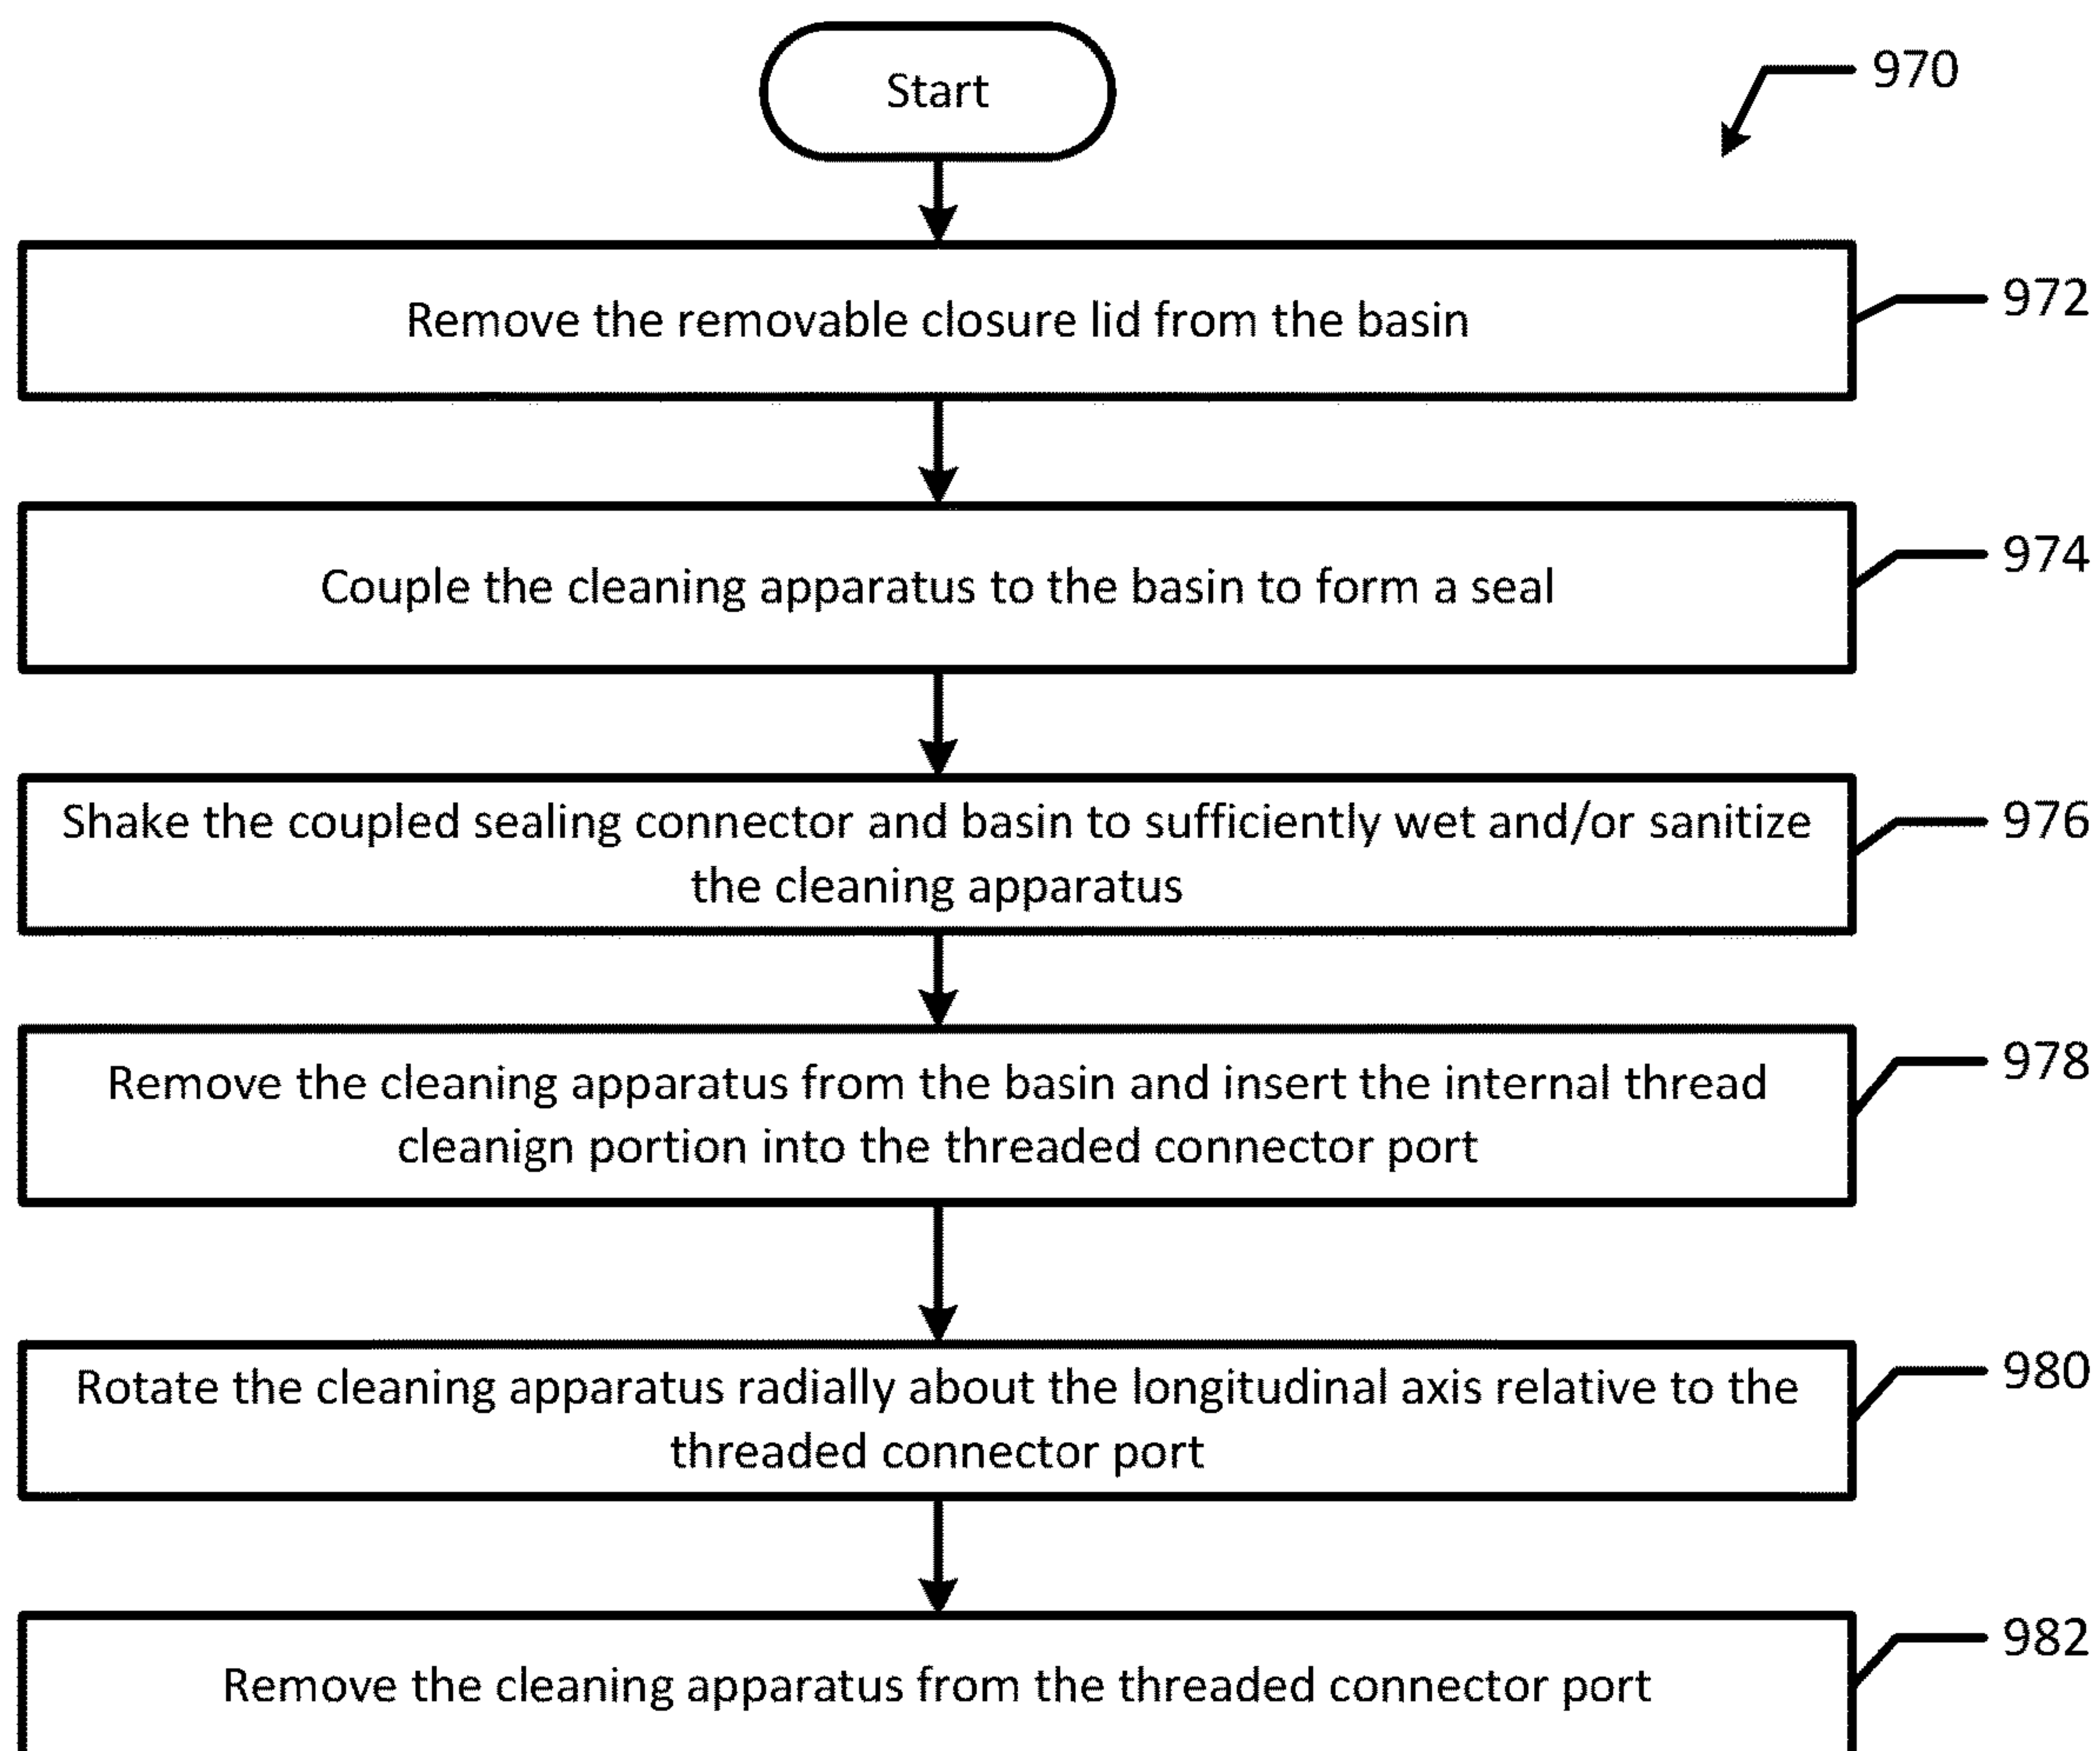 Start
970
Remove the removable closure lid from the basin
972
Couple the cleaning apparatus to the basin to form a seal
974
Shake the coupled sealing connector and basin to sufficiently wet and/or sanitize
the cleaning apparatus
976
Remove the cleaning apparatus from the basin and insert the internal thread
cleanign portion into the threaded connector port
978
Rotate the cleaning apparatus radially about the longitudinal axis relative to the
threaded connector port
980
Remove the cleaning apparatus from the threaded connector port
982